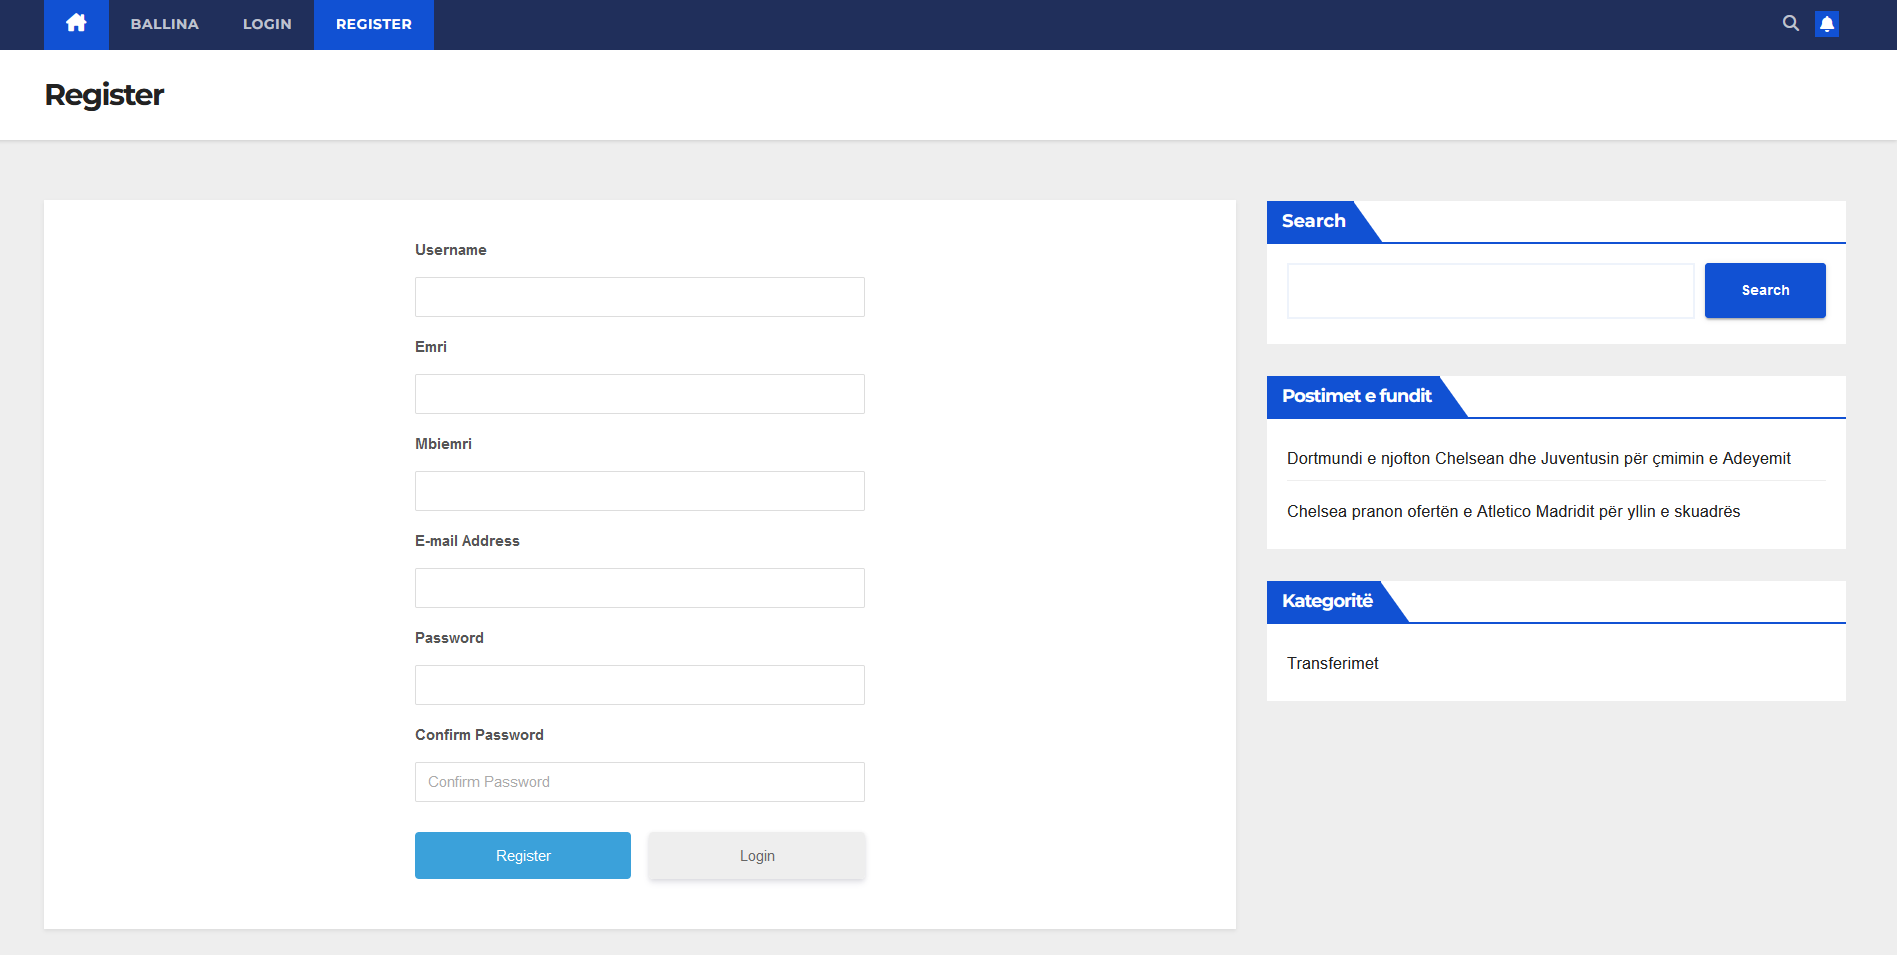 BALLINA LOGIN REGISTER
Register
Username
Emri
Mbiemri
E-mail Address
Password
Confirm Password
Confirm Password
Register Login
Search
Search
Postimet e fundit
Dortmundi e njofton Chelsean dhe Juventusin për çmimin e Adeyemit
Chelsea pranon ofertën e Atletico Madridit për yllin e skuadrës
Kategoritë
Transferimet